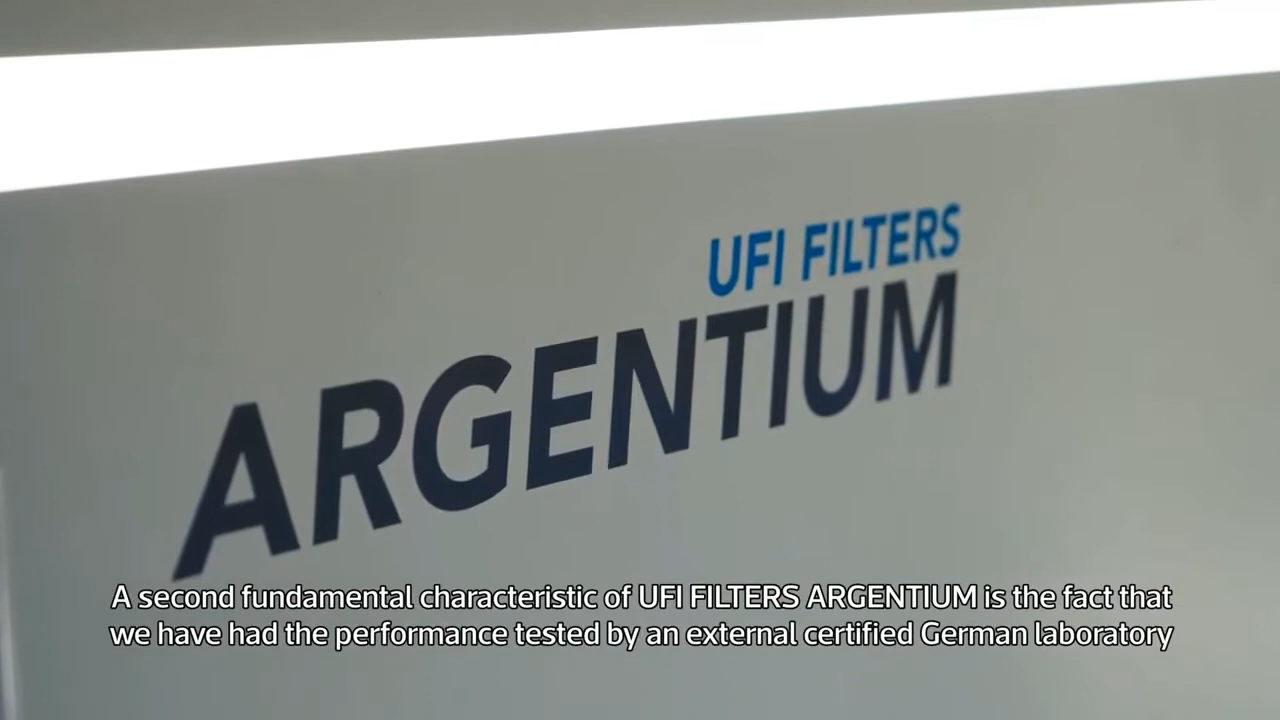 UFI FILTERS
ARGENTIUM
A second fundamental characteristic of UFI FILTERS ARGENTIUM is the fact that
we have had the performance tested by an external certified German laboratory